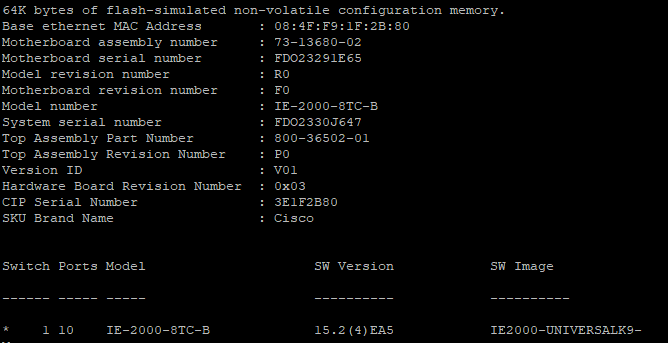 64K bytes of flash-simulated non-volatile configuration memory.
Base ethernet MAC Address       : 08:4F:F9:1F:2B:80
Motherboard assembly number     : 73-13680-02
Motherboard serial number       : FDO23291E65
Model revision number           : R0
Motherboard revision number     : F0
Model number                    : IE-2000-8TC-B
System serial number            : FDO2330J647
Top Assembly Part Number        : 800-36502-01
Top Assembly Revision Number    : P0
Version ID                      : V01
Hardware Board Revision Number  : 0x03
CIP Serial Number               : 3E1F2B80
SKU Brand Name                  : Cisco
Switch Ports Model                     SW Version            SW Image
------ ----- -----                     ----------            ----------
*    1 10    IE-2000-8TC-B             15.2(4)EA5            IE2000-UNIVERSALK9-